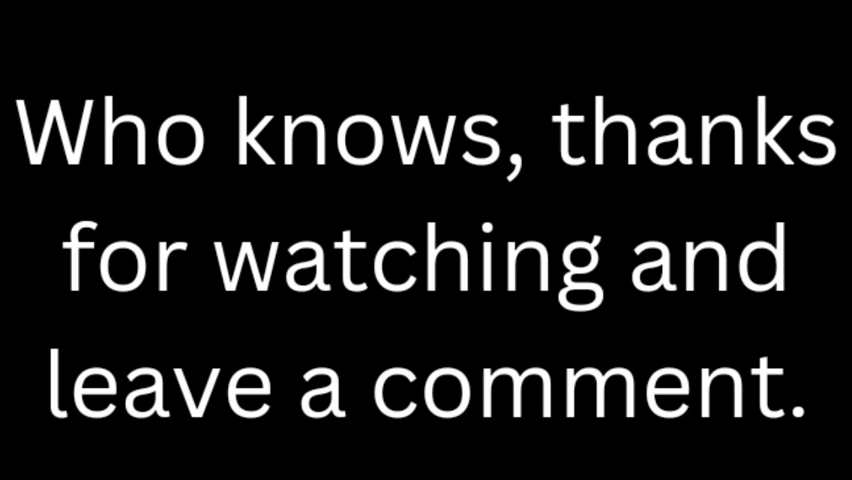 Who knows, thanks
for watching and
leave a comment.